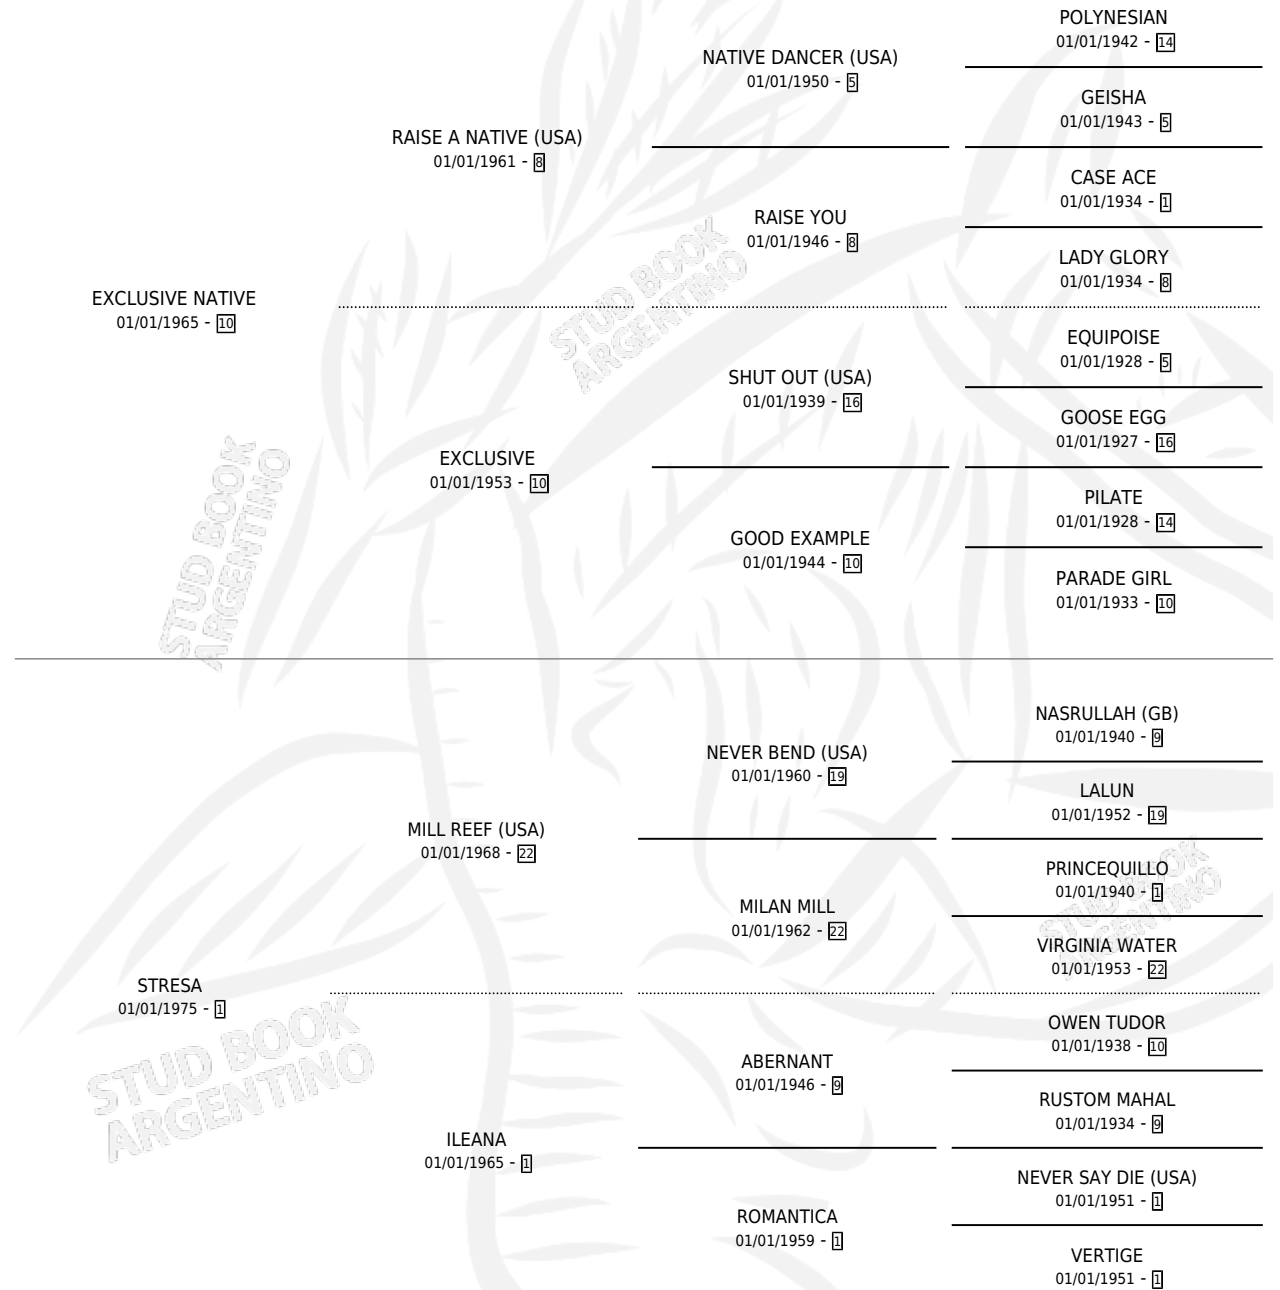 POLYNESIAN
01/01/1942 - 14
NATIVE DANCER (USA)
01/01/1950 - 5
GEISHA
01/01/1943 - 5
RAISE A NATIVE (USA)
01/01/1961 - 8
CASE ACE
01/01/1934 - 1
RAISE YOU
01/01/1946 - 8
LADY GLORY
01/01/1934 - 8
EXCLUSIVE NATIVE
01/01/1965 - 10
STUD BOOK
ARGENTINO
EQUIPOISE
01/01/1928 - 5
SHUT OUT (USA)
01/01/1939 - 16
GOOSE EGG
01/01/1927 - 16
EXCLUSIVE
01/01/1953 - 10
PILATE
01/01/1928 - 14
GOOD EXAMPLE
01/01/1944 - 10
PARADE GIRL
01/01/1933 - 10
STUD BOOK
ARGENTINO
NASRULLAH (GB)
01/01/1940 - 9
NEVER BEND (USA)
01/01/1960 - 19
LALUN
01/01/1952 - 19
MILL REEF (USA)
01/01/1968 - 22
PRINCEQUILLO
01/01/1940 - 1
MILAN MILL
01/01/1962 - 22
VIRGINIA WATER
01/01/1953 - 22
STUD BOOK
ARGENTINO
STRESA
01/01/1975 - 1
OWEN TUDOR
01/01/1938 - 10
ABERNANT
01/01/1946 - 9
RUSTOM MAHAL
01/01/1934 - 9
STUD BOOK
ARGENTINO
ILEANA
01/01/1965 - 1
NEVER SAY DIE (USA)
01/01/1951 - 1
ROMANTICA
01/01/1959 - 1
VERTIGE
01/01/1951 - 1